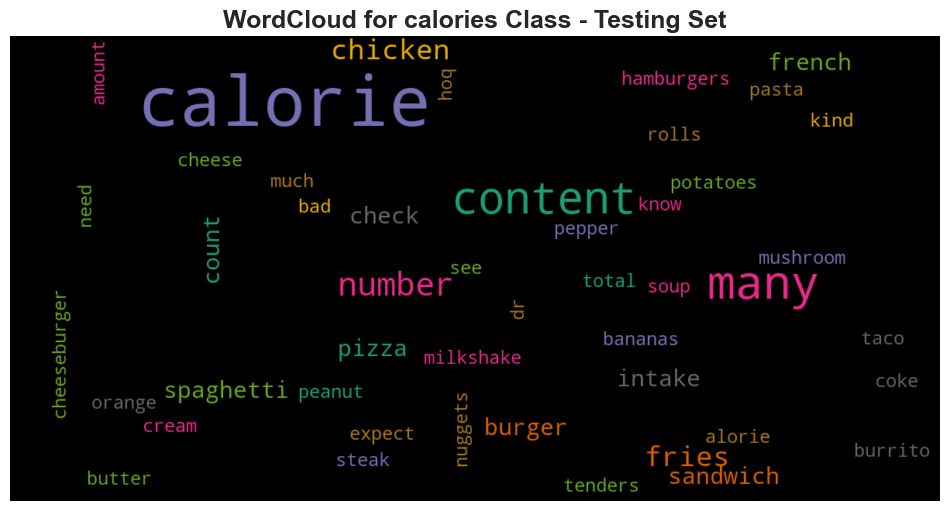 WordCloud for calories Class - Testing Set
amount
chicken
calorie
hoq
hamburgers
french
pasta
kind
rolls
cheese
much
bad
need
check
content
know
potatoes
pepper
count
number
see
total
soup
many
mushroom
dr
cheeseburger
pizza
milkshake
bananas
taco
intake
coke
orange
spaghetti
peanut
cream
expect
nuggets
burger
alorie
steak
fries
burrito
butter
tenders
sandwich